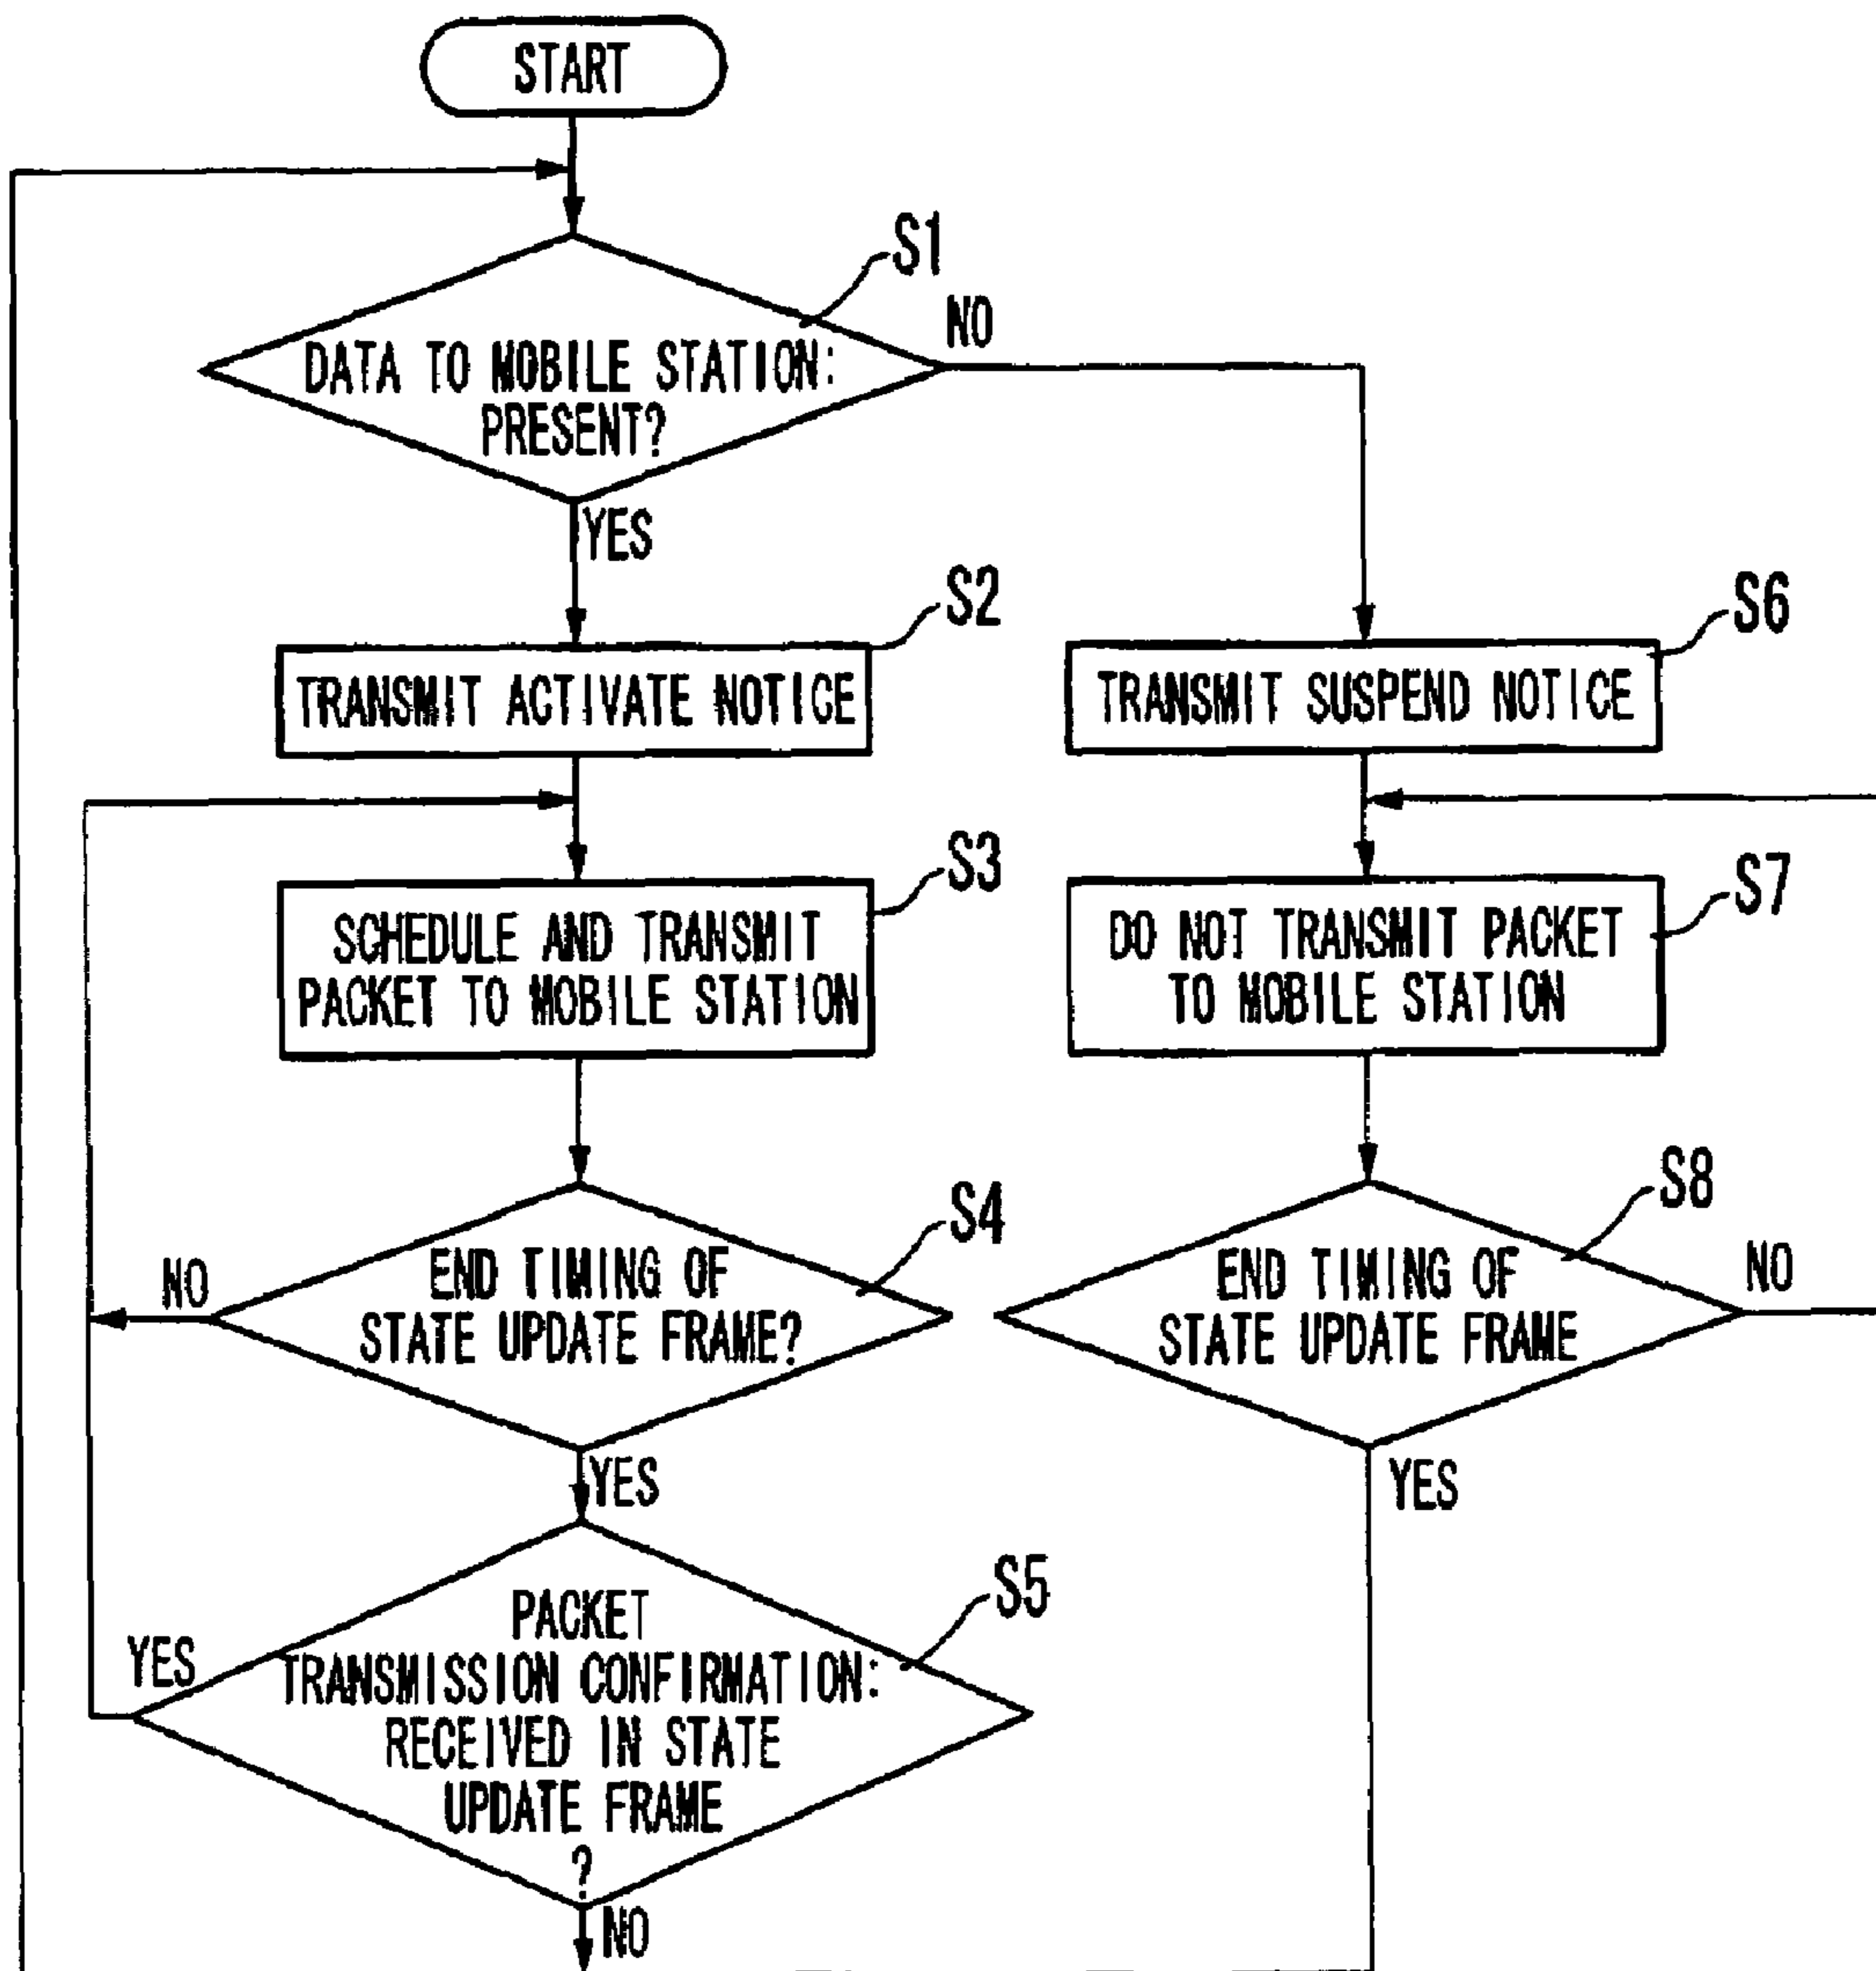 START
S1
NO
DATA TO MOBILE STATION:
PRESENT?
YES
S2
TRANSMIT ACTIVATE NOTICE
S6
TRANSMIT SUSPEND NOTICE
S3
SCHEDULE AND TRANSMIT
PACKET TO MOBILE STATION
S7
DO NOT TRANSMIT PACKET
TO MOBILE STATION
S4
NO
END TIMING OF
STATE UPDATE FRAME?
YES
S8
NO
END TIMING OF
STATE UPDATE FRAME
YES
S5
YES
PACKET
TRANSMISSION CONFIRMATION:
RECEIVED IN STATE
UPDATE FRAME
?
NO